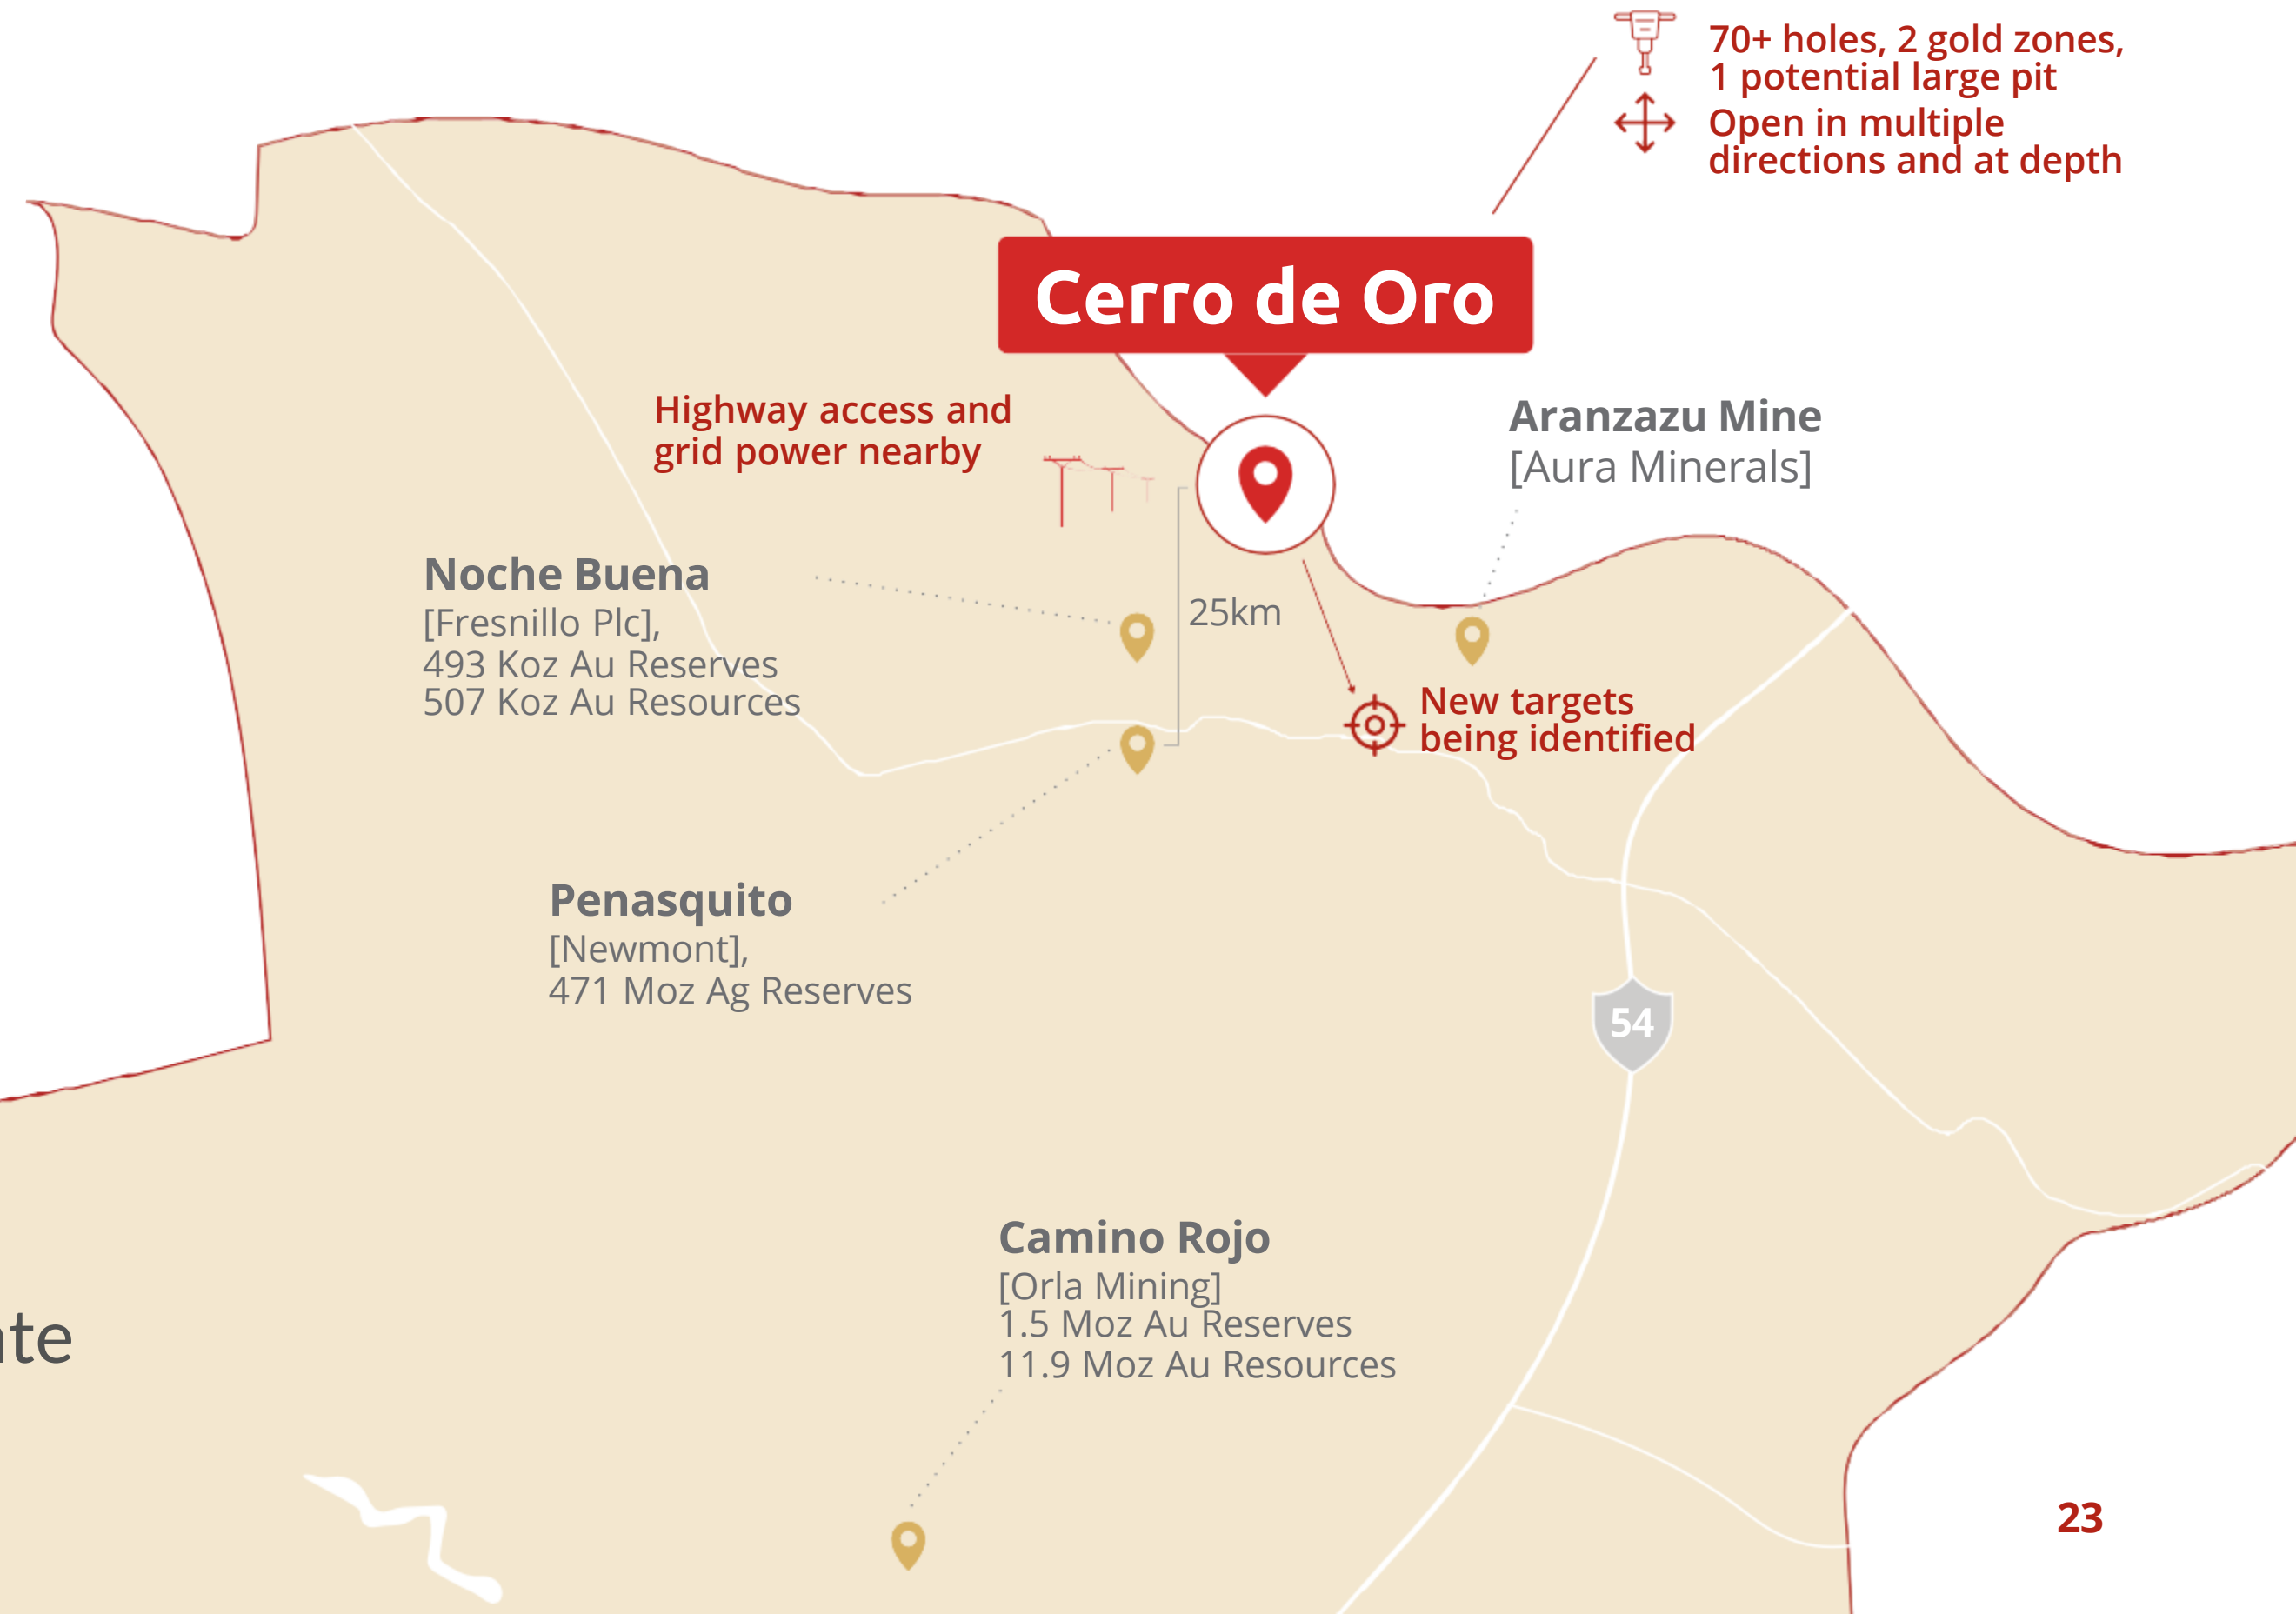 70+ holes, 2 gold zones,
1 potential large pit
Open in multiple
directions and at depth
Cerro de Oro
Highway access and
grid power nearby
Aranzazu Mine
[Aura Minerals]
Noche Buena
[Fresnillo Plc],
493 Koz Au Reserves
507 Koz Au Resources
25km
New targets
being identified
Penasquito
[Newmont],
471 Moz Ag Reserves
54
Camino Rojo
[Orla Mining]
1.5 Moz Au Reserves
11.9 Moz Au Resources
23